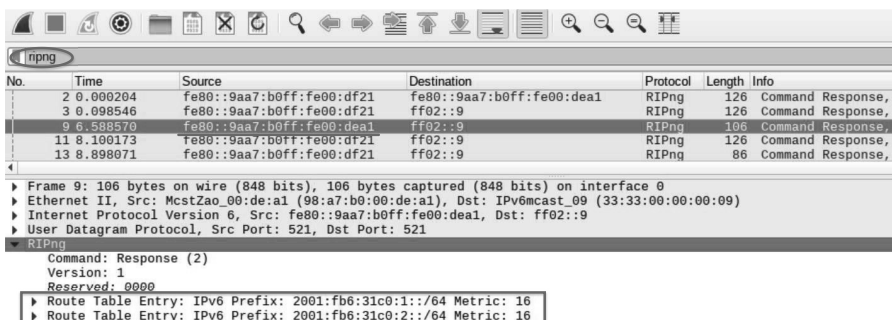 ripng
No. Time Source Destination Protocol Length Info
2 0.000204 fe80::9aa7:b0ff:fe00:df21 fe80::9aa7:b0ff:fe00:dea1 RIPng 126 Command Response,
3 0.098546 fe80::9aa7:b0ff:fe00:df21 ff02::9 RIPng 126 Command Response,
9 6.588570 fe80::9aa7:b0ff:fe00:dea1 ff02::9 RIPng 106 Command Response,
11 8.100173 fe80::9aa7:b0ff:fe00:df21 ff02::9 RIPng 126 Command Response,
13 8.898071 fe80::9aa7:b0ff:fe00:df21 ff02::9 RIPng 86 Command Response,
Frame 9: 106 bytes on wire (848 bits), 106 bytes captured (848 bits) on interface 0
Ethernet II, Src: McstZao_00:de:a1 (98:a7:b0:00:de:a1), Dst: IPv6mcast_09 (33:33:00:00:00:09)
Internet Protocol Version 6, Src: fe80::9aa7:b0ff:fe00:dea1, Dst: ff02::9
User Datagram Protocol, Src Port: 521, Dst Port: 521
RIPng
Command: Response (2)
Version: 1
Reserved: 0000
Route Table Entry: IPv6 Prefix: 2001:fb6:31c0:1::/64 Metric: 16
Route Table Entry: IPv6 Prefix: 2001:fb6:31c0:2::/64 Metric: 16